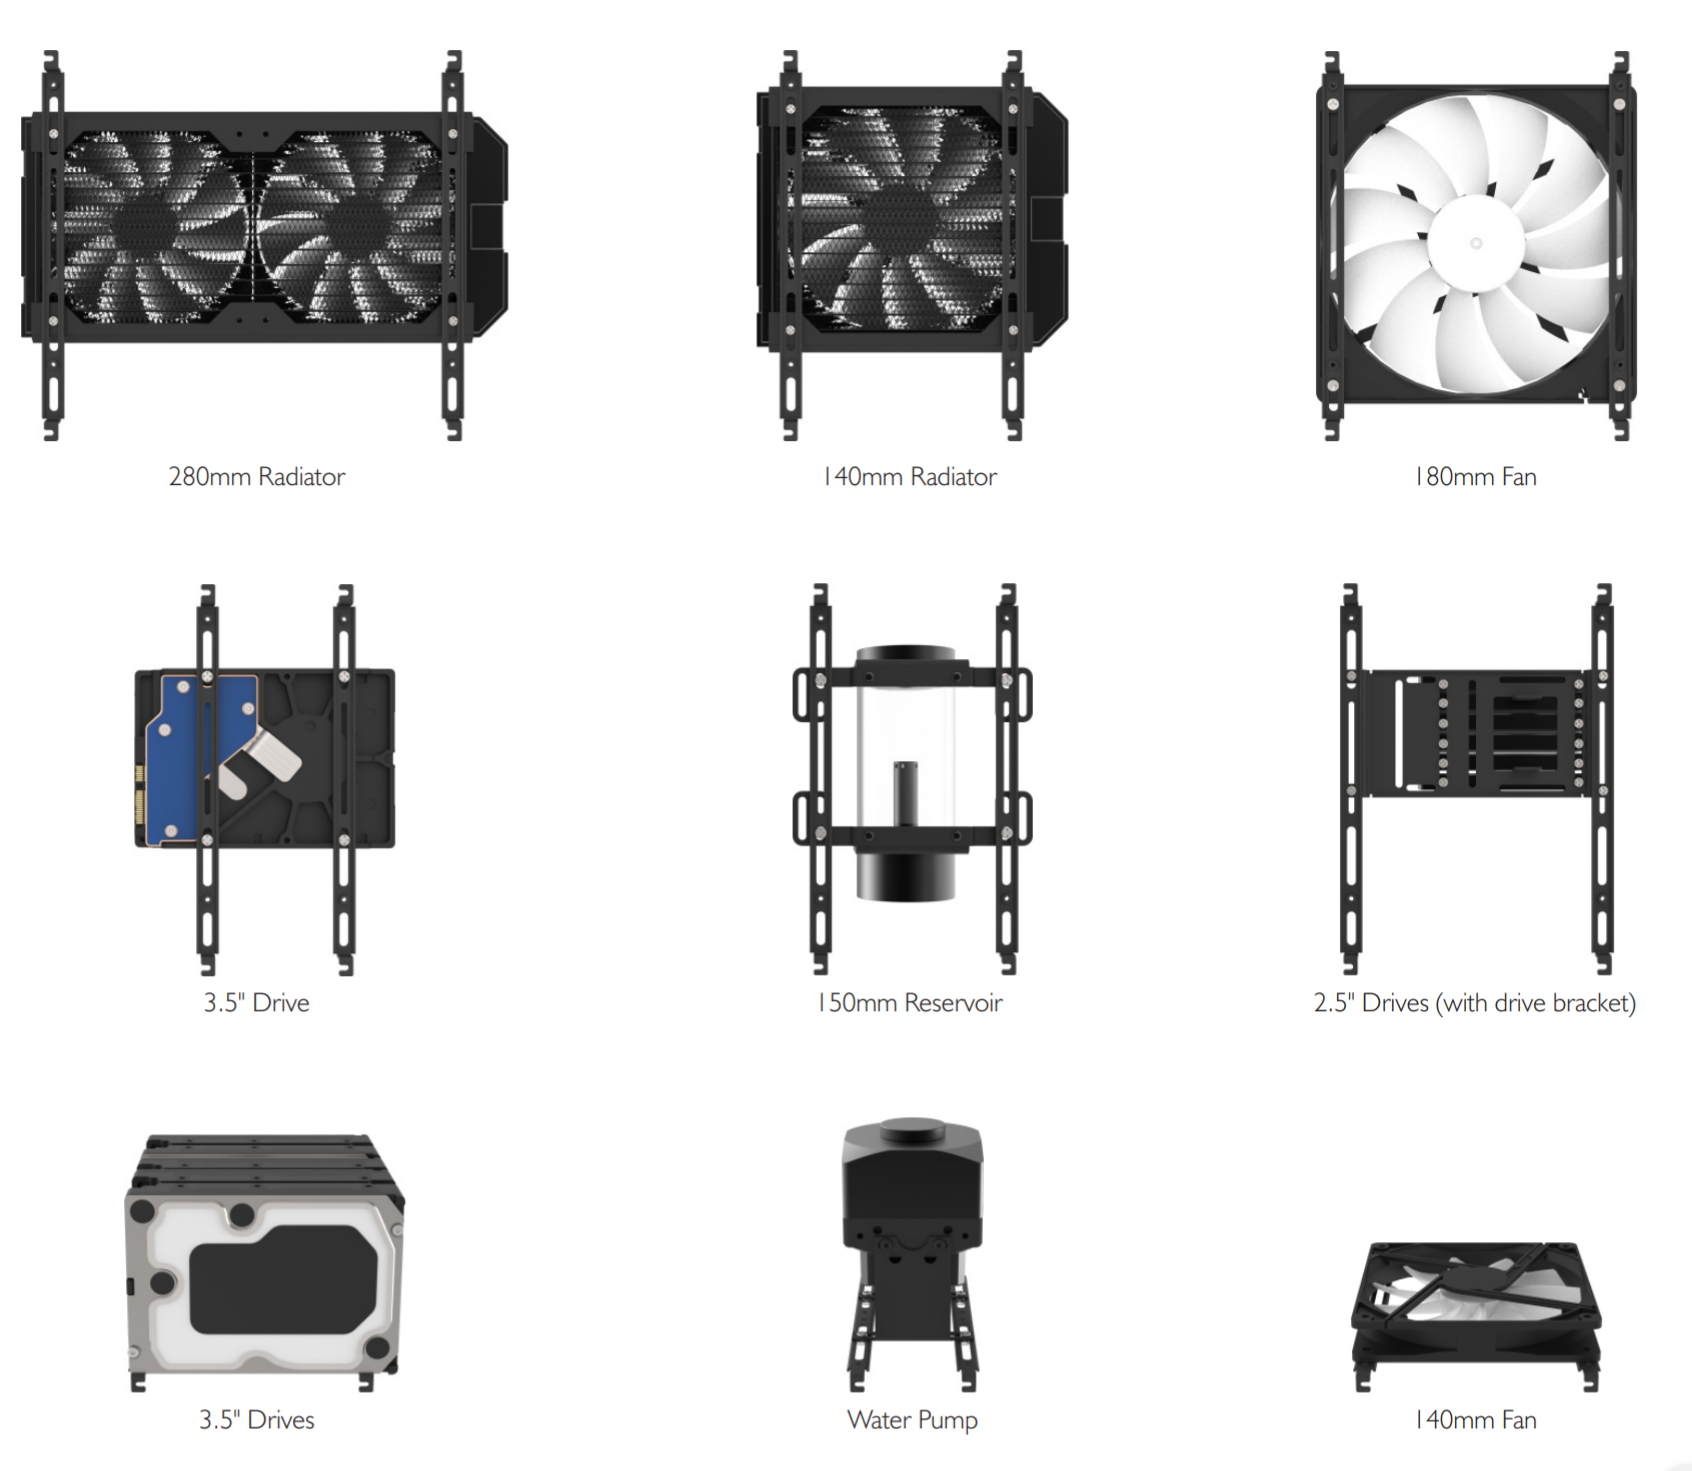 280mm Radiator
140mm Radiator
180mm Fan
3.5" Drive
150mm Reservoir
2.5" Drives (with drive bracket)
3.5" Drives
Water Pump
140mm Fan